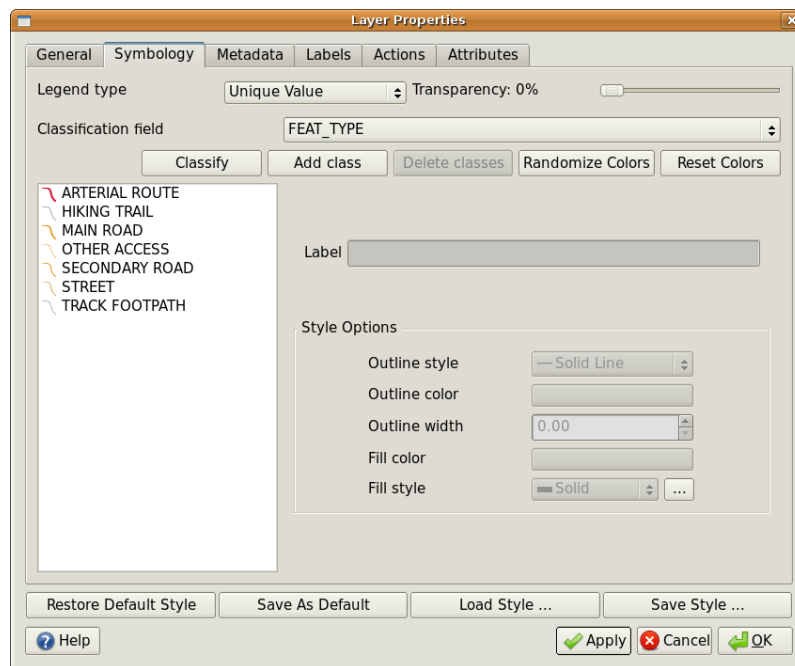 Layer Properties
General Symbology Metadata Labels Actions Attributes
Legend type Unique Value Transparency: 0%
Classification field FEAT_TYPE
Classify Add class Delete classes Randomize Colors Reset Colors
ARTERIAL ROUTE
HIKING TRAIL
MAIN ROAD
OTHER ACCESS
SECONDARY ROAD
STREET
TRACK FOOTPATH
Label
Style Options
Outline style Solid Line
Outline color
Outline width 0.00
Fill color
Fill style Solid ...
Restore Default Style Save As Default Load Style ... Save Style ...
Help Apply Cancel OK